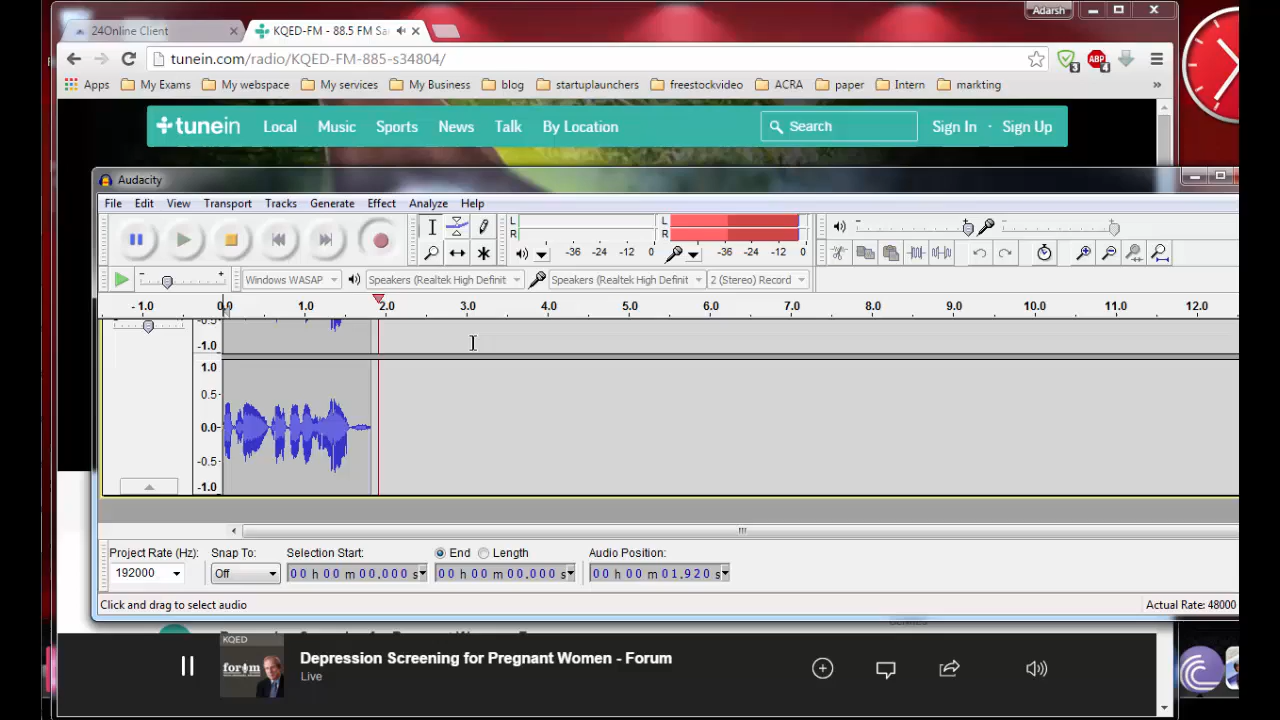 Adarsh
24Online Client
KQED-FM - 88.5 FM Sa
tunein.com/radio/KQED-FM-885-s34804/
3
ABP
4
Apps My Exams My webspace My services My Business blog startuplaunchers freestockvideo ACRA paper Intern markting »
tunein Local Music Sports News Talk By Location Search Sign In · Sign Up
Audacity
File Edit View Transport Tracks Generate Effect Analyze Help
L
R
-36 -24 -12 0
L
R
-36 -24 -12 0
Windows WASAP Speakers (Realtek High Definit Speakers (Realtek High Definit 2 (Stereo) Record
- 1.0 0.0 1.0 2.0 3.0 4.0 5.0 6.0 7.0 8.0 9.0 10.0 11.0 12.0
-0.5
-1.0
1.0
0.5
0.0
-0.5
-1.0
Project Rate (Hz): Snap To: Selection Start: End Length Audio Position:
192000 Off 00 h 00 m 00.000 s 00 h 00 m 00.000 s 00 h 00 m 01.920 s
Click and drag to select audio Actual Rate: 48000
KQED
forum
Depression Screening for Pregnant Women - Forum
Live